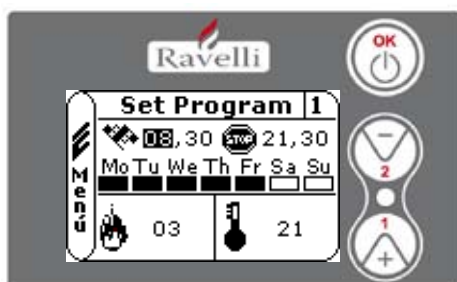 Ravelli
OK
Set Program 1
08,30 STOP 21,30
Mo Tu We Th Fr Sa Su
Menú
03 21
2
1